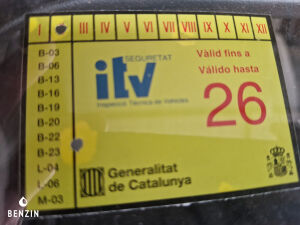 I III IV V VI VII VIII IX X XI XII
B-03
B-06
B-13
B-16
B-19
B-20
B-22
B-23
L-04
L-06
M-03
SEGURETAT
itv
Inspecció Tècnica de Vehicles
Vàlid fins a
Válido hasta
26
Generalitat
de Catalunya
BENZIN